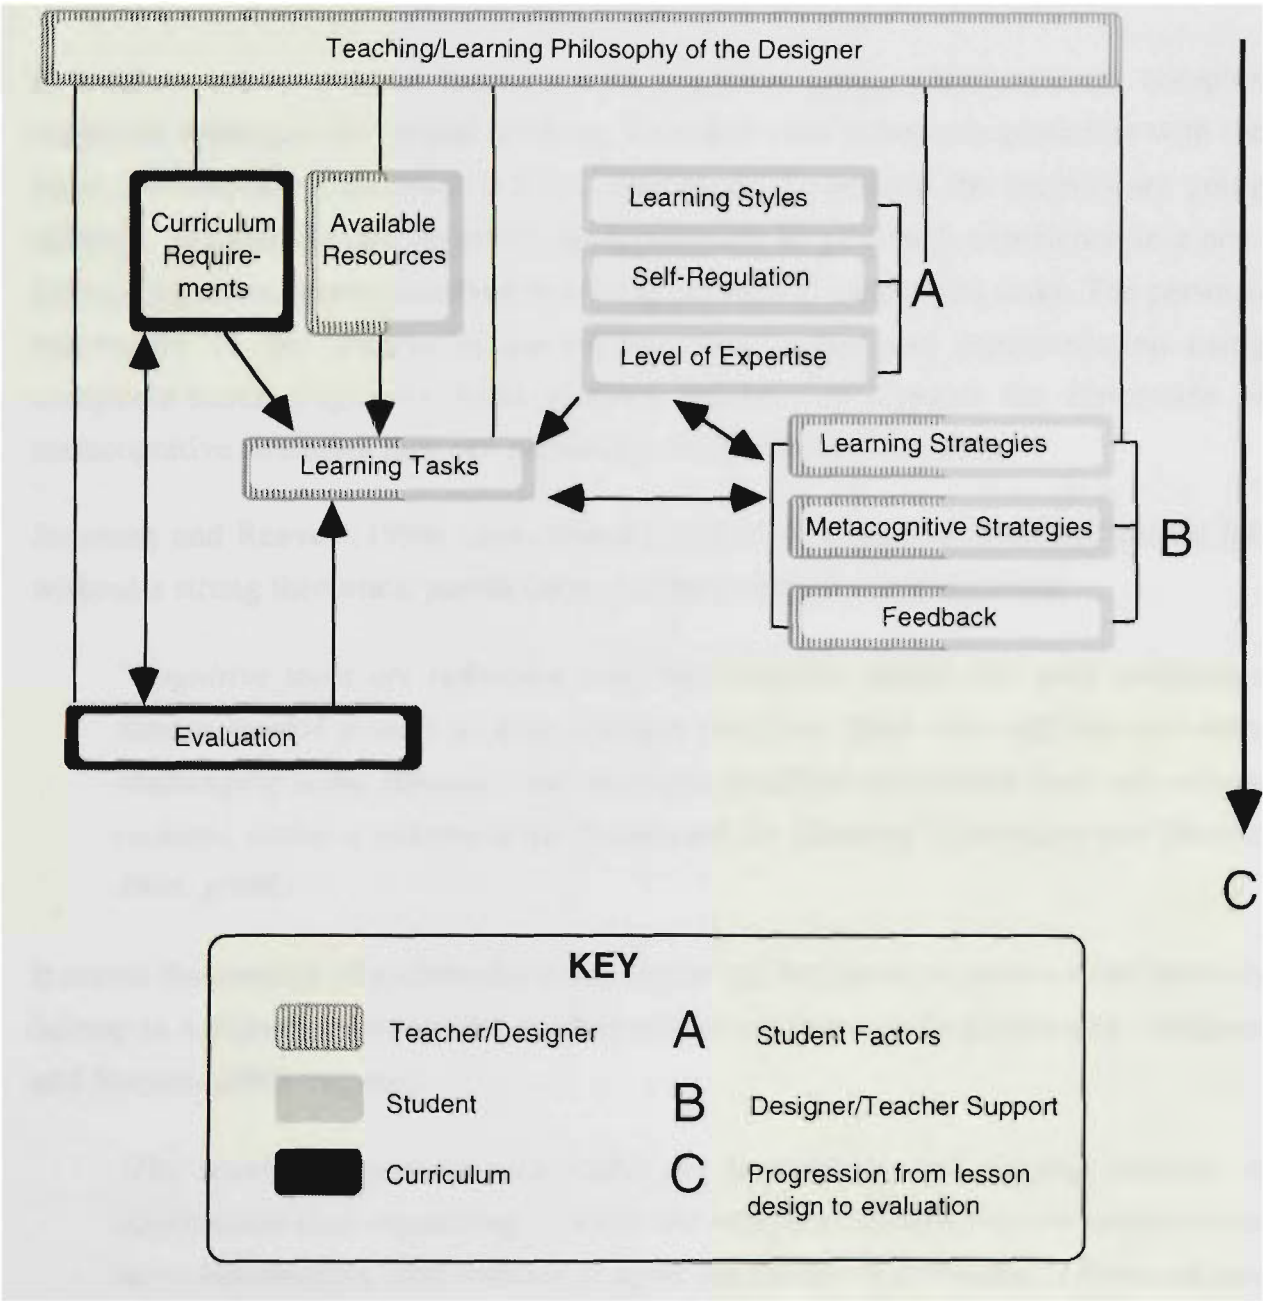 Teaching/Learning Philosophy of the Designer
Curriculum
Require-
ments
Available
Resources
Learning Styles
Self-Regulation
Level of Expertise
A
Learning Tasks
Learning Strategies
Metacognitive Strategies
Feedback
B
Evaluation
C
KEY
Teacher/Designer
Student
Curriculum
A
Student Factors
B
Designer/Teacher Support
C
Progression from lesson
design to evaluation